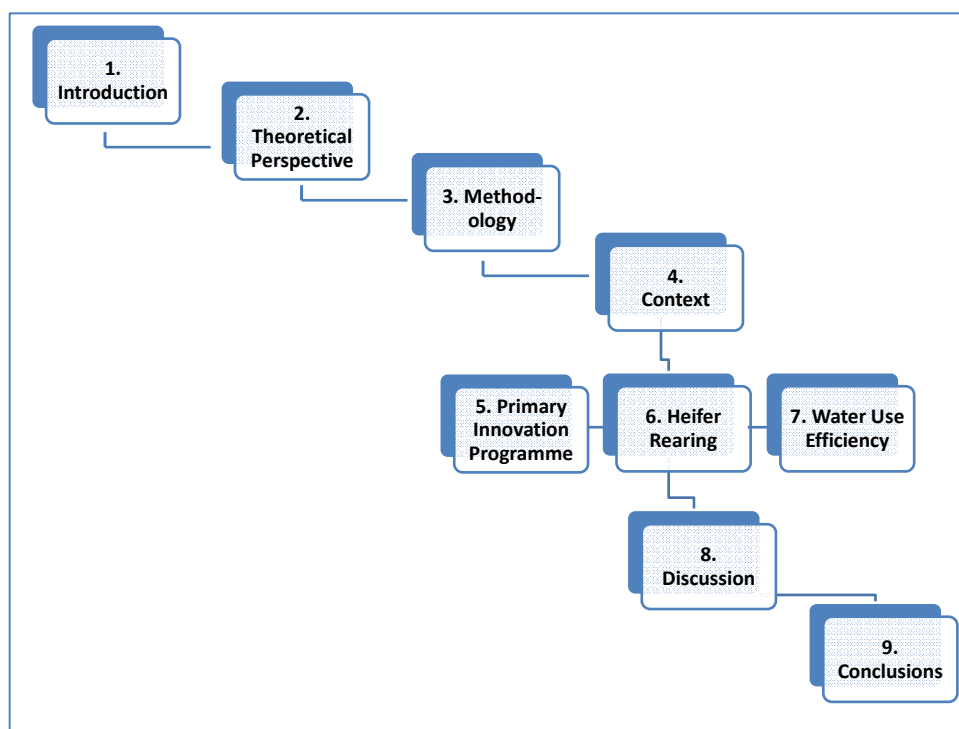 1.
Introduction
2.
Theoretical
Perspective
3. Method-
ology
4.
Context
5. Primary
Innovation
Programme
6. Heifer
Rearing
7. Water Use
Efficiency
8.
Discussion
9.
Conclusions